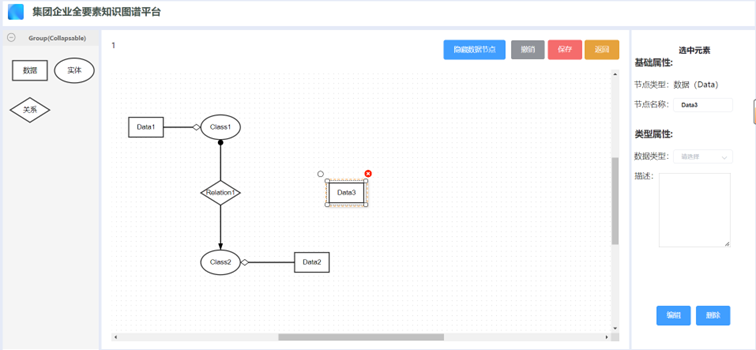 集团企业全要素知识图谱平台
Group(Collapsable)
数据
实体
关系
1
隐藏数据节点
撤销
保存
返回
Data1
Class1
Relation1
Data3
Class2
Data2
选中元素
基础属性:
节点类型: 数据（Data）
节点名称: Data3
类型属性:
数据类型: 请选择
描述:
编辑
删除